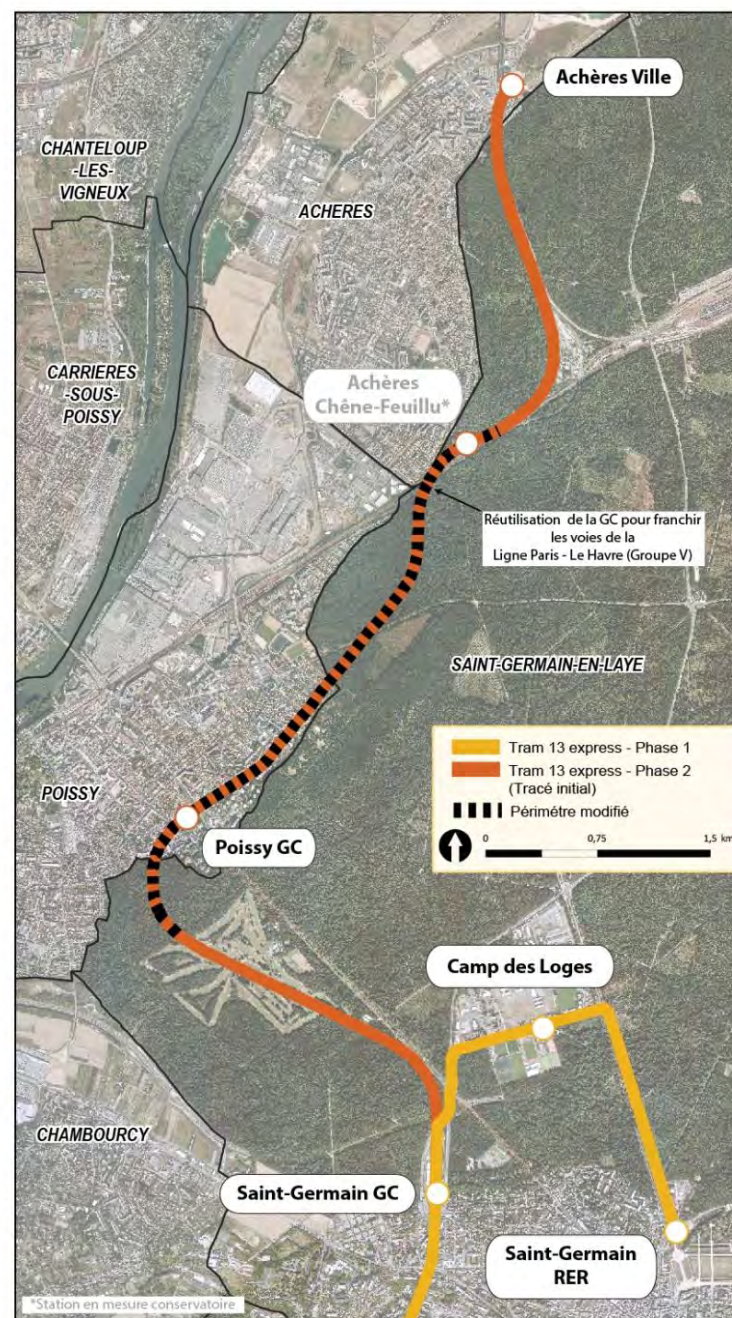 Achères Ville
CHANTELOUP
-LES-
VIGNEUX
ACHERES
CARRIERES
-SOUS-
POISSY
Achères
Chêne-Feuillu*
Réutilisation de la GC pour franchir
les voies de la
Ligne Paris - Le Havre (Groupe V)
SAINT-GERMAIN-EN-LAYE
Tram 13 express - Phase 1
Tram 13 express - Phase 2
(Tracé initial)
Périmétre modifié
0 0,75 1,5 km
POISSY
Poissy GC
Camp des Loges
CHAMBOURCY
Saint-Germain GC
Saint-Germain
RER
*Station en mesure conservatoire